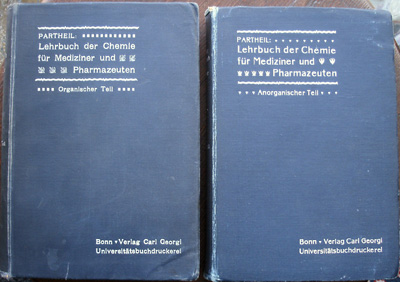 PARTHEIL:
Lehrbuch der Chemie
für Mediziner und
Pharmazeuten
Organischer Teil
Bonn • Verlag Carl Georgi
Universitätsbuchdruckerei
PARTHEIL:
Lehrbuch der Chemie
für Mediziner und
Pharmazeuten
Anorganischer Teil
Bonn • Verlag Carl Georgi
Universitätsbuchdruckerei